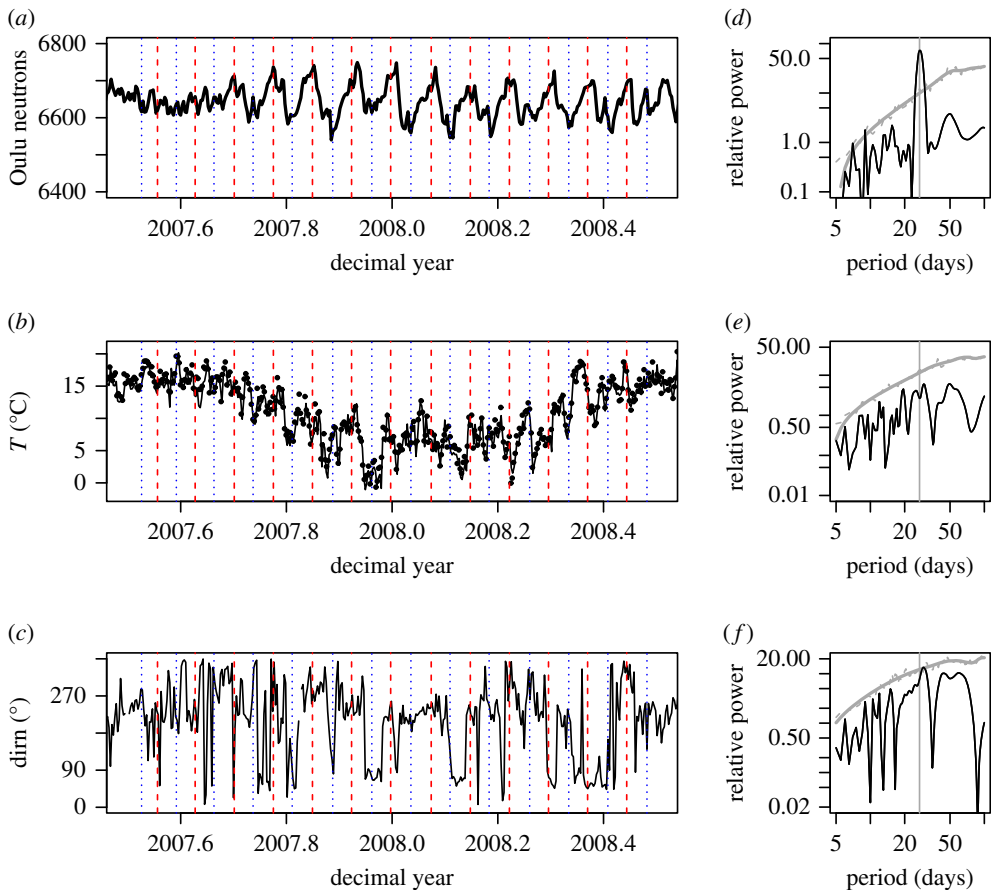 (a)
Oulu neutrons
6800
6600
6400
2007.6 2007.8 2008.0 2008.2 2008.4
decimal year
(d)
relative power
50.0
1.0
0.1
5 20 50
period (days)
(b)
T (°C)
15
5
0
2007.6 2007.8 2008.0 2008.2 2008.4
decimal year
(e)
relative power
50.00
0.50
0.01
5 20 50
period (days)
(c)
dirn (°)
270
90
0
2007.6 2007.8 2008.0 2008.2 2008.4
decimal year
(f)
relative power
20.00
0.50
0.02
5 20 50
period (days)